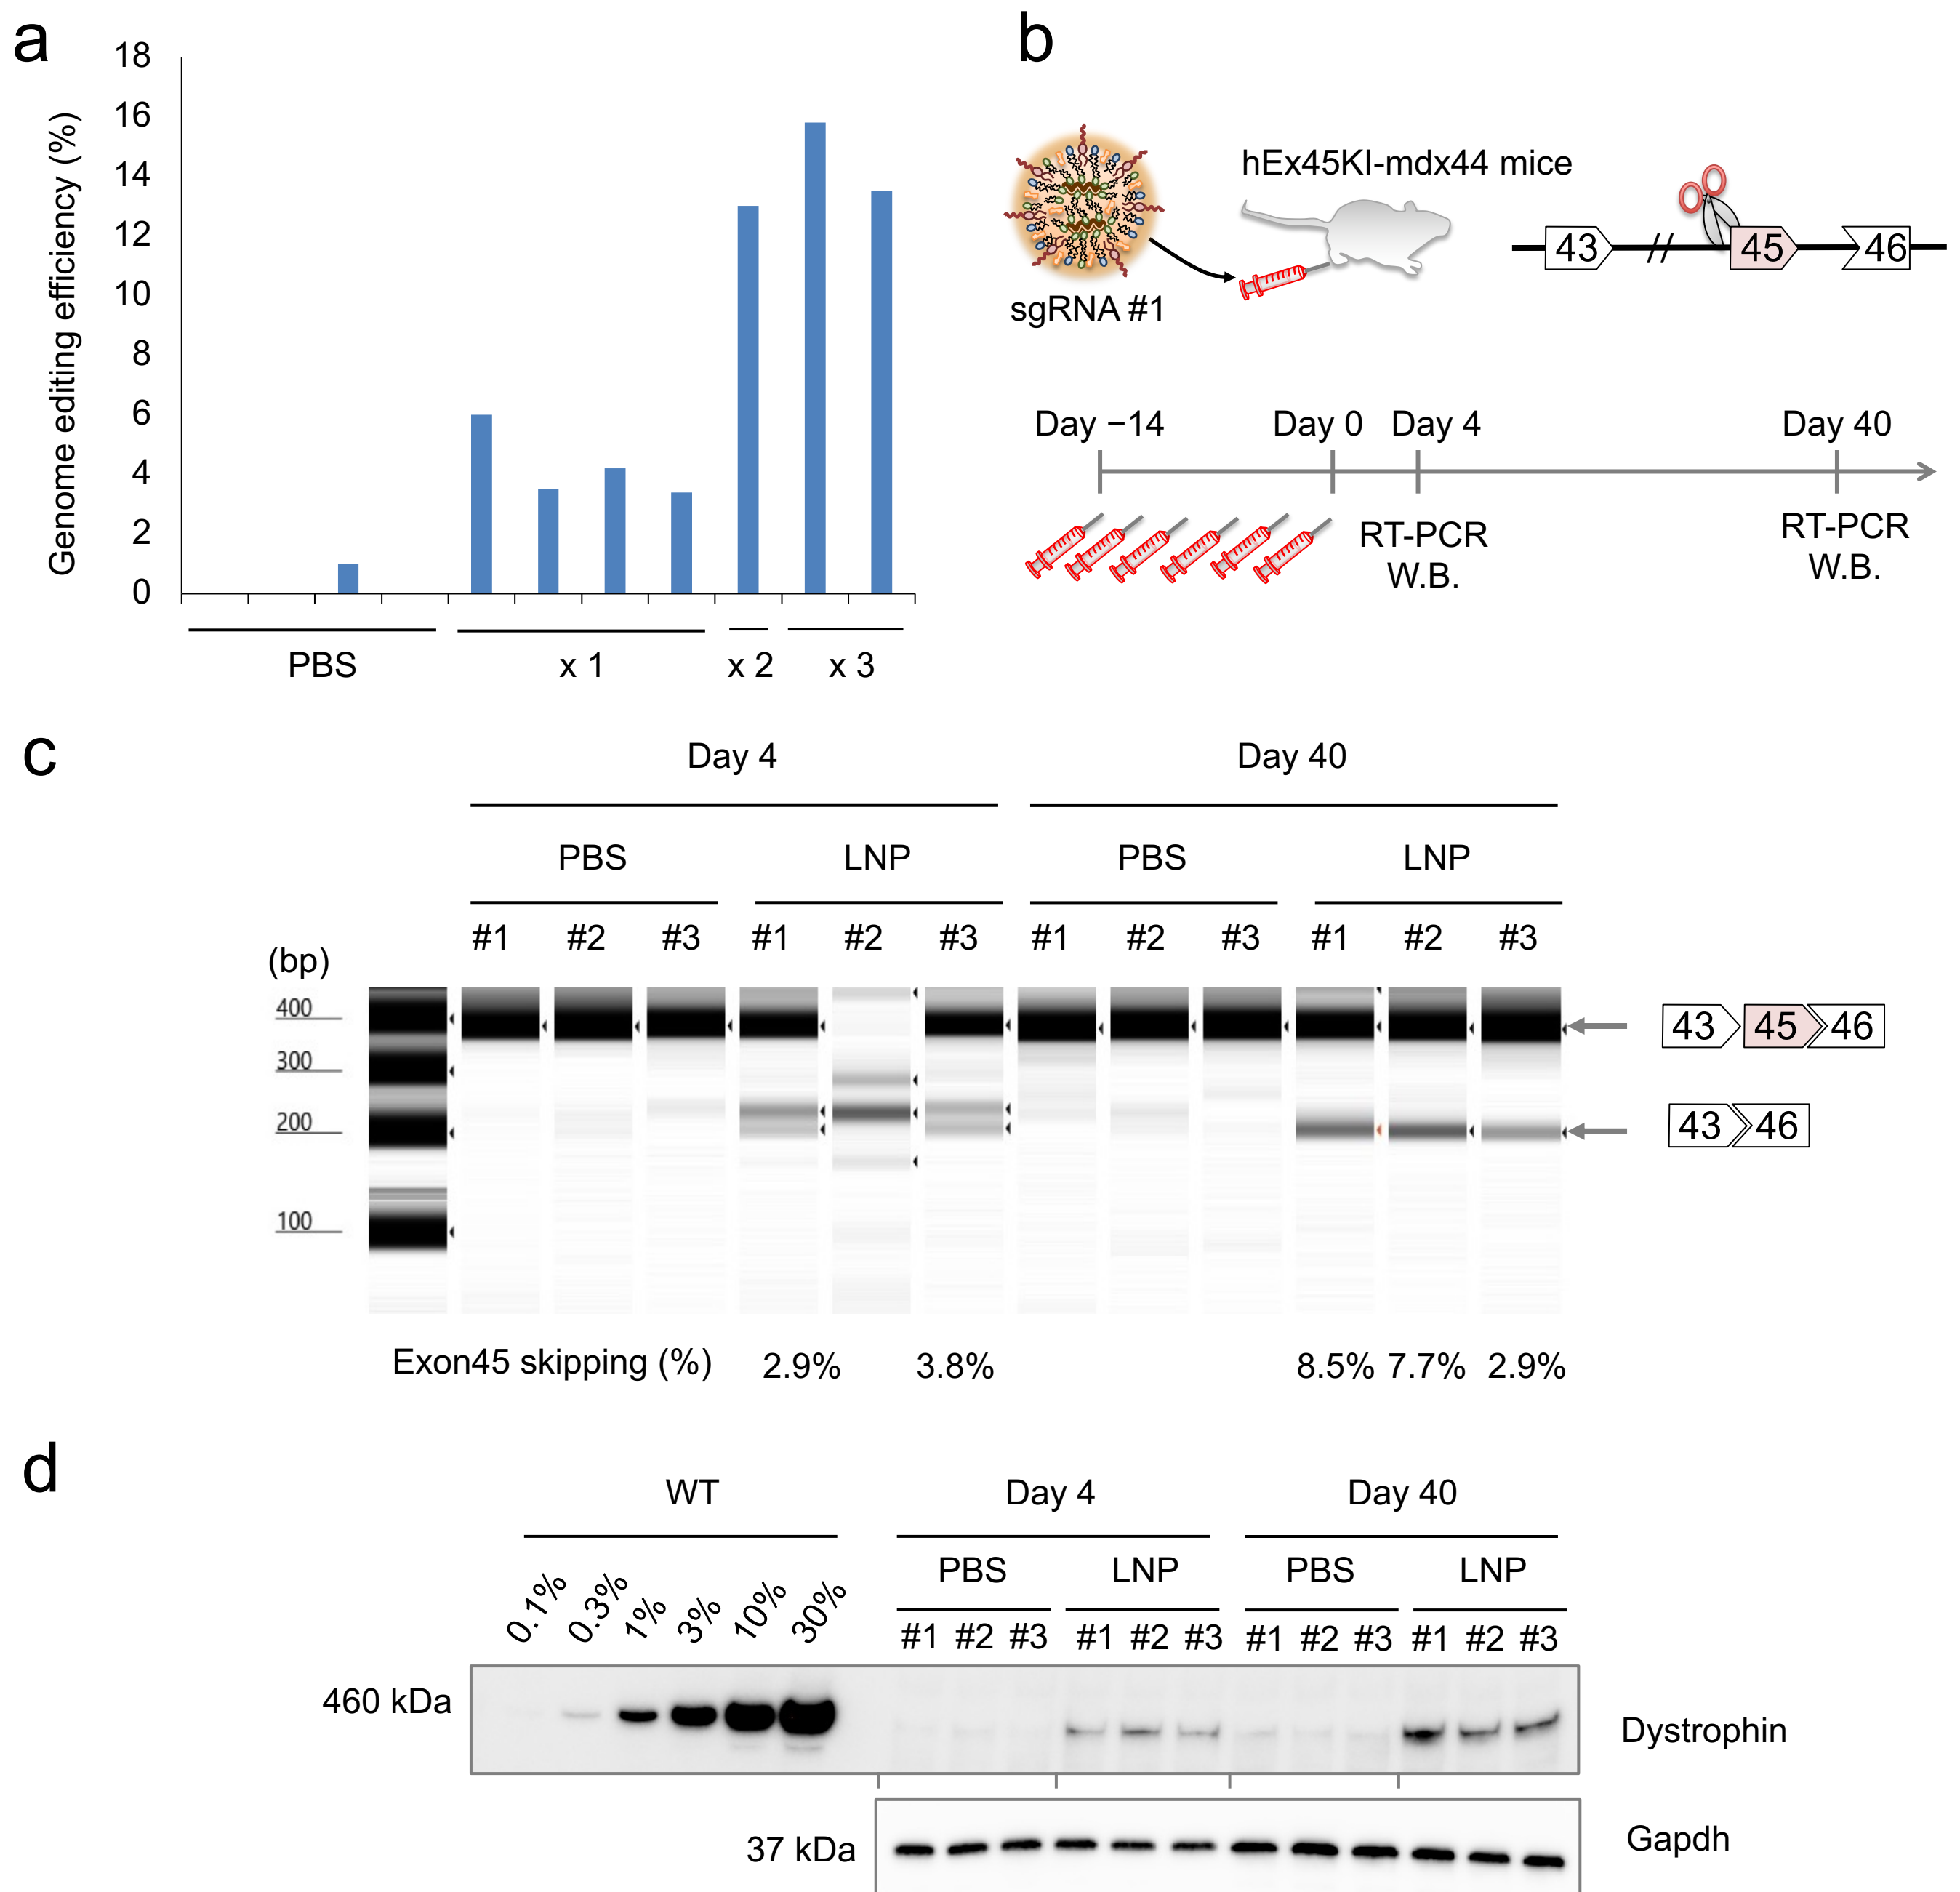 a
Genome editing efficiency (%)
18
16
14
12
10
8
6
4
2
0
PBS
x 1
x 2
x 3
b
hEx45KI-mdx44 mice
sgRNA #1
43 // 45 46
Day −14 Day 0 Day 4 Day 40
RT-PCR
W.B.
RT-PCR
W.B.
c
Day 4 Day 40
PBS LNP PBS LNP
#1 #2 #3 #1 #2 #3 #1 #2 #3 #1 #2 #3
(bp)
400
300
200
100
43 45 46
43 46
Exon45 skipping (%) 2.9% 3.8% 8.5% 7.7% 2.9%
d
WT Day 4 Day 40
PBS LNP PBS LNP
0.1% 0.3% 1% 3% 10% 30%
#1 #2 #3 #1 #2 #3 #1 #2 #3 #1 #2 #3
460 kDa
Dystrophin
37 kDa
Gapdh